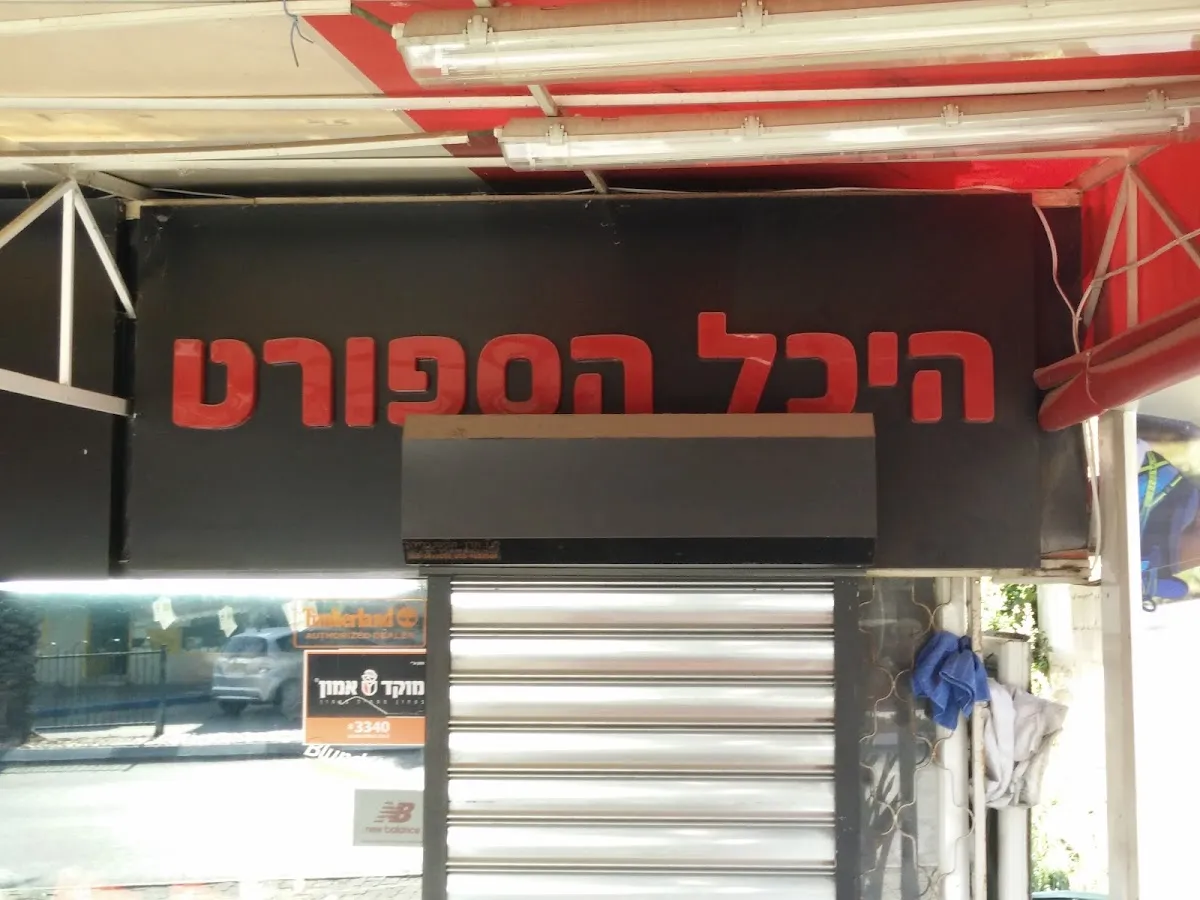 היכל הספורט
Timberland
AUTHORIZED DEALER
מוקד אמון
*3340
new balance